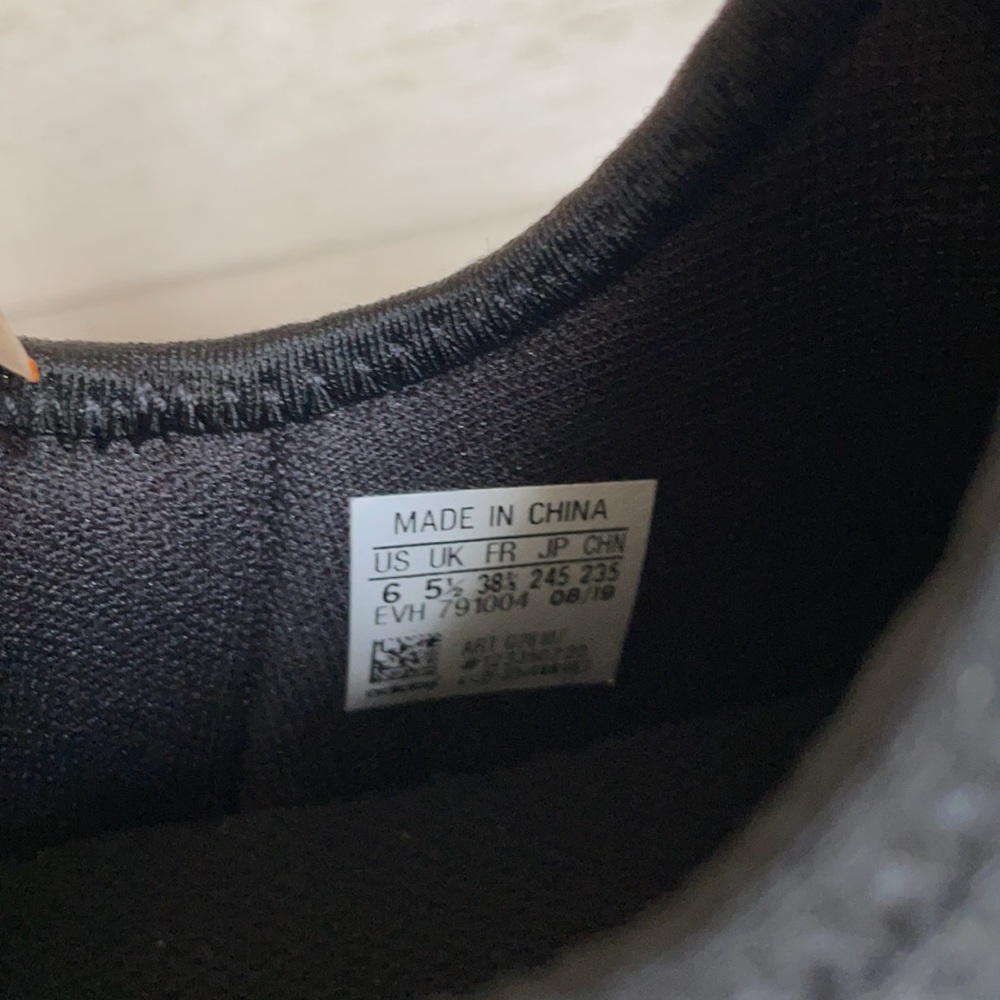 MADE IN CHINA
US UK FR JP CHN
6 5½ 38⅔ 245 235
EVH 791004 08/19
ART